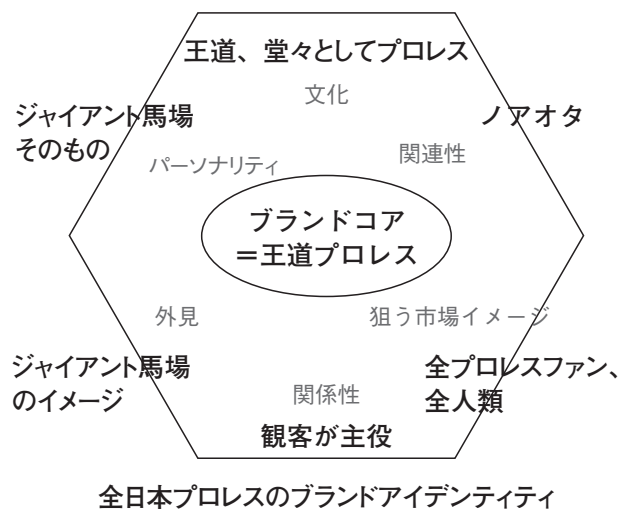 王道、堂々としてプロレス
文化
ジャイアント馬場
そのもの
ノアオタ
パーソナリティ
関連性
ブランドコア
＝王道プロレス
外見
狙う市場イメージ
ジャイアント馬場
のイメージ
全プロレスファン、
全人類
関係性
観客が主役
全日本プロレスのブランドアイデンティティ